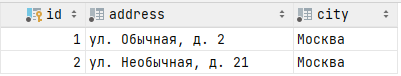 id address city
1 ул. Обычная, д. 2 Москва
2 ул. Необычная, д. 21 Москва